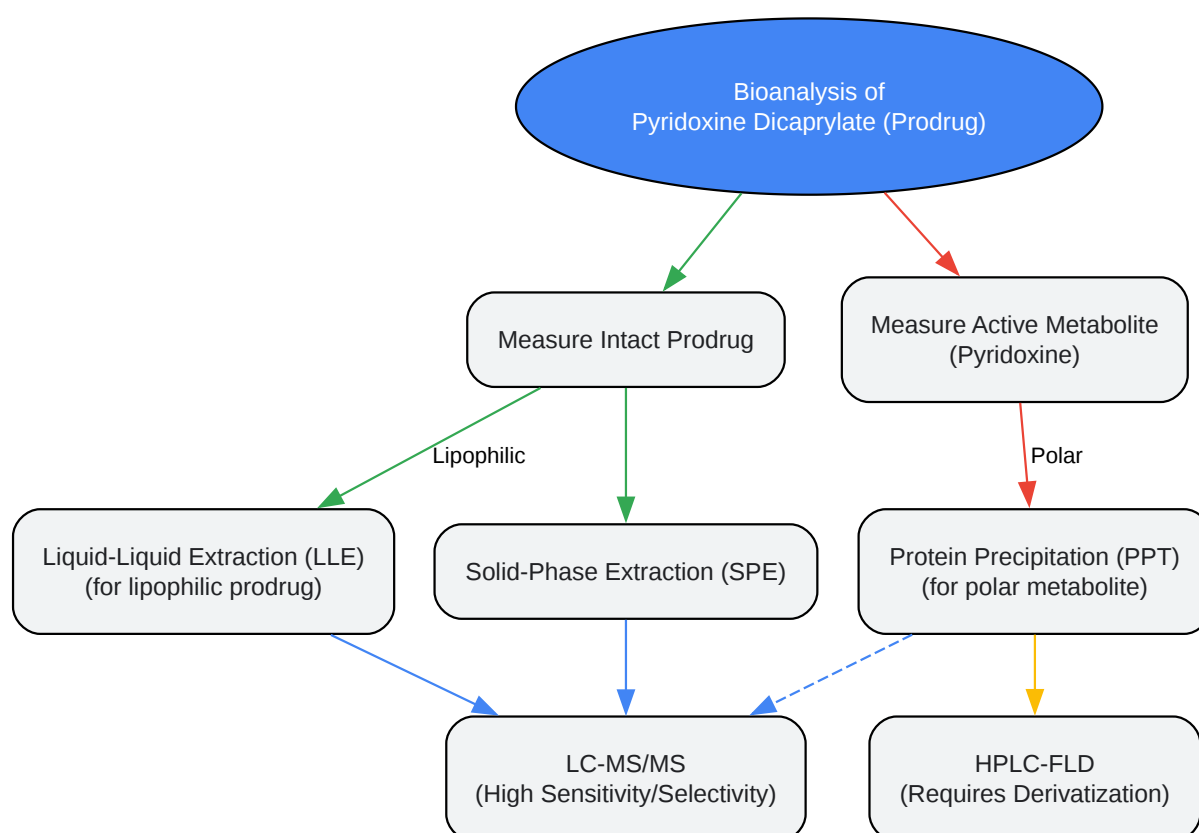 Bioanalysis of
Pyridoxine Dicaprylate (Prodrug)
Measure Intact Prodrug
Measure Active Metabolite
(Pyridoxine)
Lipophilic
Polar
Liquid-Liquid Extraction (LLE)
(for lipophilic prodrug)
Solid-Phase Extraction (SPE)
Protein Precipitation (PPT)
(for polar metabolite)
LC-MS/MS
(High Sensitivity/Selectivity)
HPLC-FLD
(Requires Derivatization)